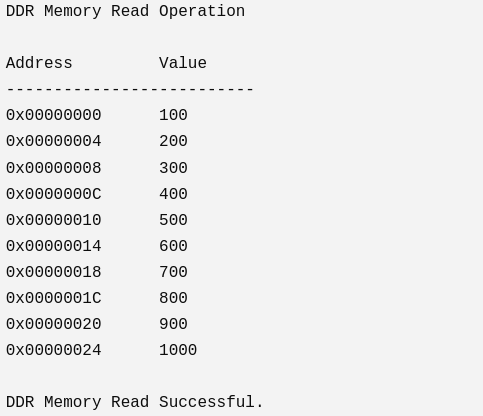 DDR Memory Read Operation
Address         Value
--------------------------
0x00000000      100
0x00000004      200
0x00000008      300
0x0000000C      400
0x00000010      500
0x00000014      600
0x00000018      700
0x0000001C      800
0x00000020      900
0x00000024      1000
DDR Memory Read Successful.